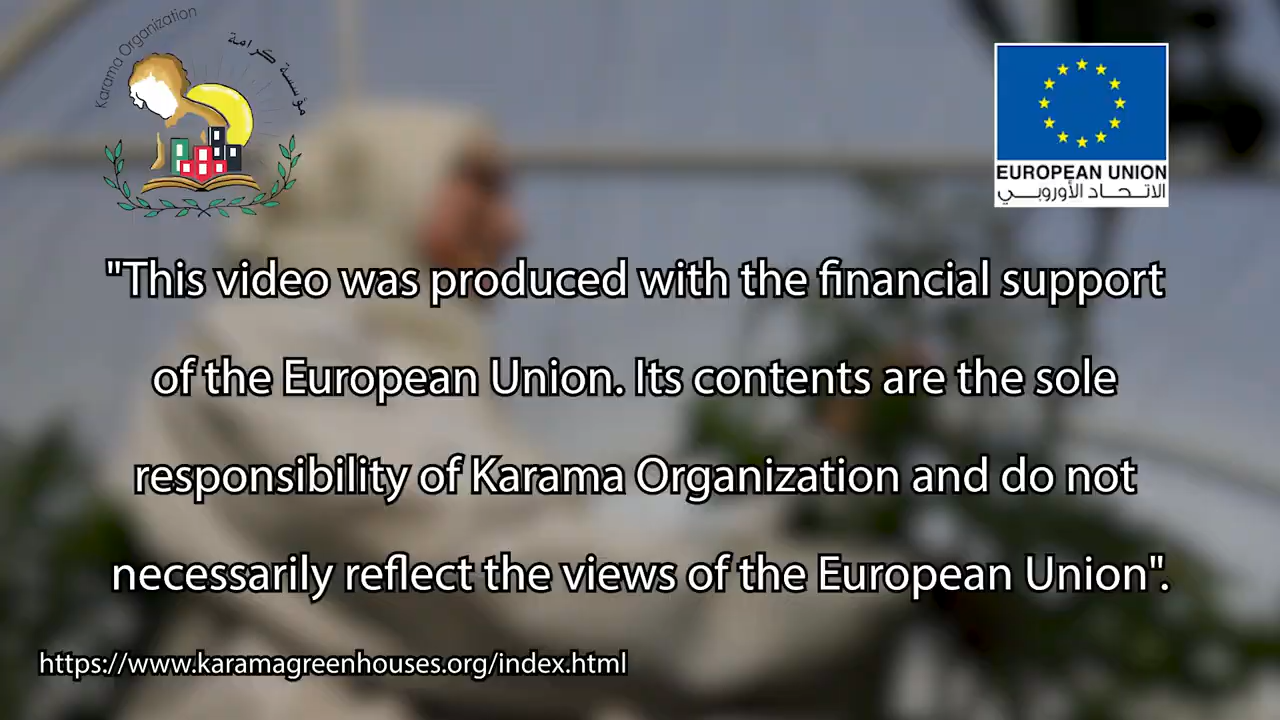 Karama Organization
مؤسسة كرامة
EUROPEAN UNION
الاتـحـاد الأوروبـي
"This video was produced with the financial support
of the European Union. Its contents are the sole
responsibility of Karama Organization and do not
necessarily reflect the views of the European Union".
https://www.karamagreenhouses.org/index.html